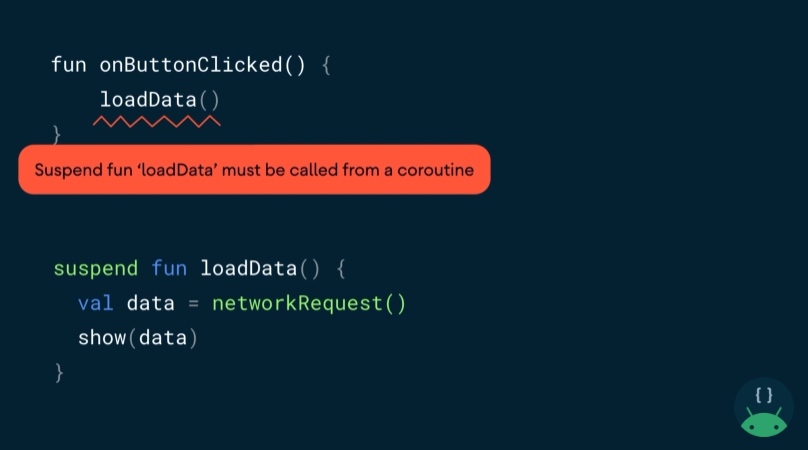 fun onButtonClicked() {
loadData()
}
Suspend fun ‘loadData’ must be called from a coroutine
suspend fun loadData() {
val data = networkRequest()
show(data)
}
{ }